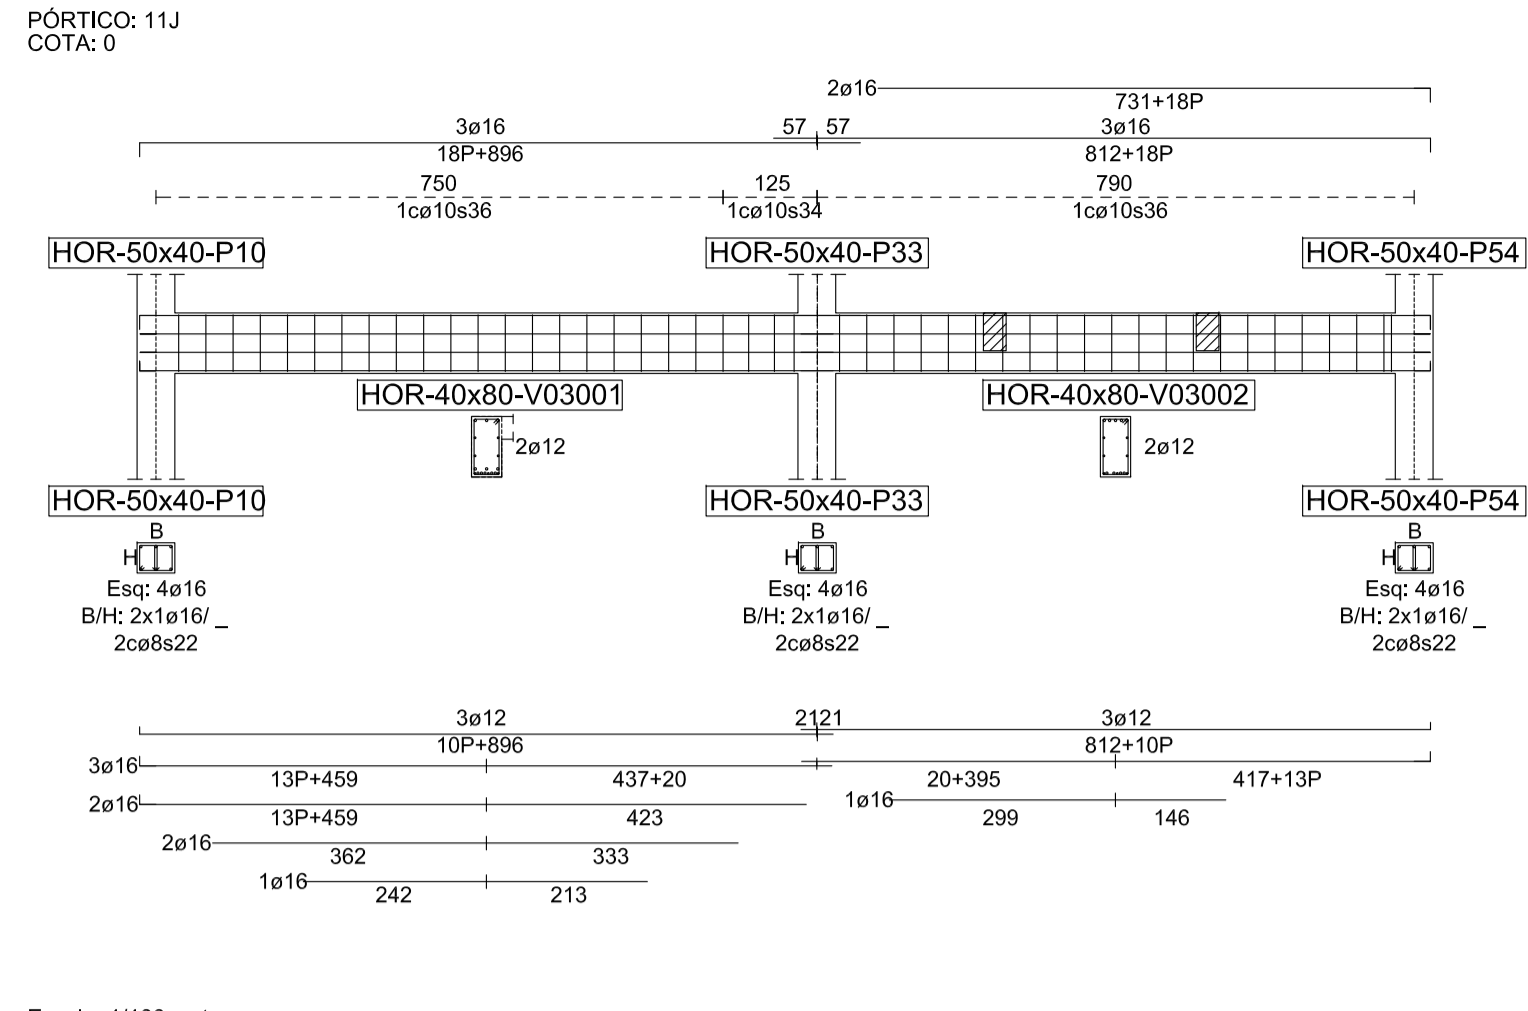 PÓRTICO: 11J
COTA: 0
2ø16
731+18P
3ø16
57 57
3ø16
18P+896
812+18P
750
125
790
1cø10s36
1cø10s34
1cø10s36
HOR-50x40-P10
HOR-50x40-P33
HOR-50x40-P54
HOR-40x80-V03001
HOR-40x80-V03002
2ø12
2ø12
HOR-50x40-P10
HOR-50x40-P33
HOR-50x40-P54
B
B
B
H
H
H
Esq: 4ø16
Esq: 4ø16
Esq: 4ø16
B/H: 2x1ø16/ _
B/H: 2x1ø16/ _
B/H: 2x1ø16/ _
2cø8s22
2cø8s22
2cø8s22
3ø12
2121
3ø12
10P+896
812+10P
3ø16
13P+459
437+20
20+395
417+13P
2ø16
13P+459
423
1ø16
299
146
2ø16
362
333
1ø16
242
213